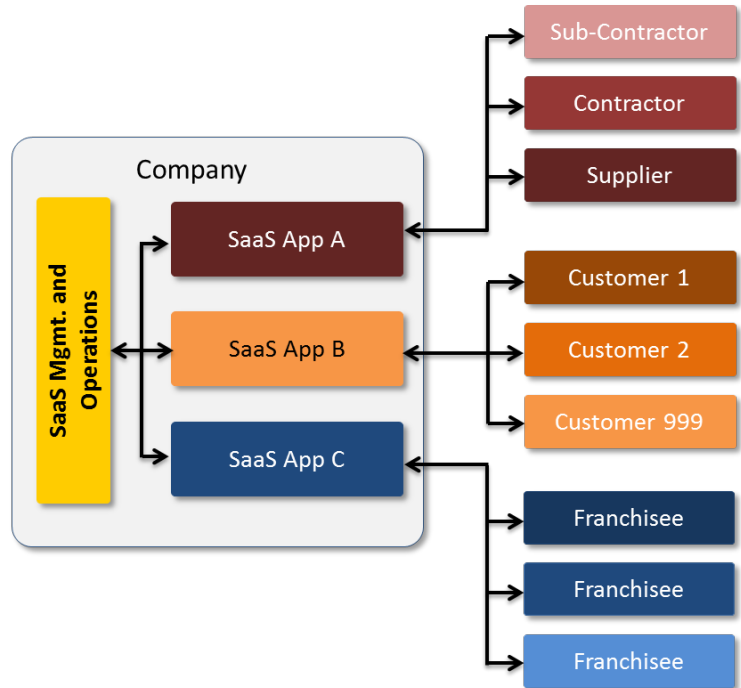 Company
SaaS Mgmt. and
Operations
SaaS App A
SaaS App B
SaaS App C
Sub-Contractor
Contractor
Supplier
Customer 1
Customer 2
Customer 999
Franchisee
Franchisee
Franchisee